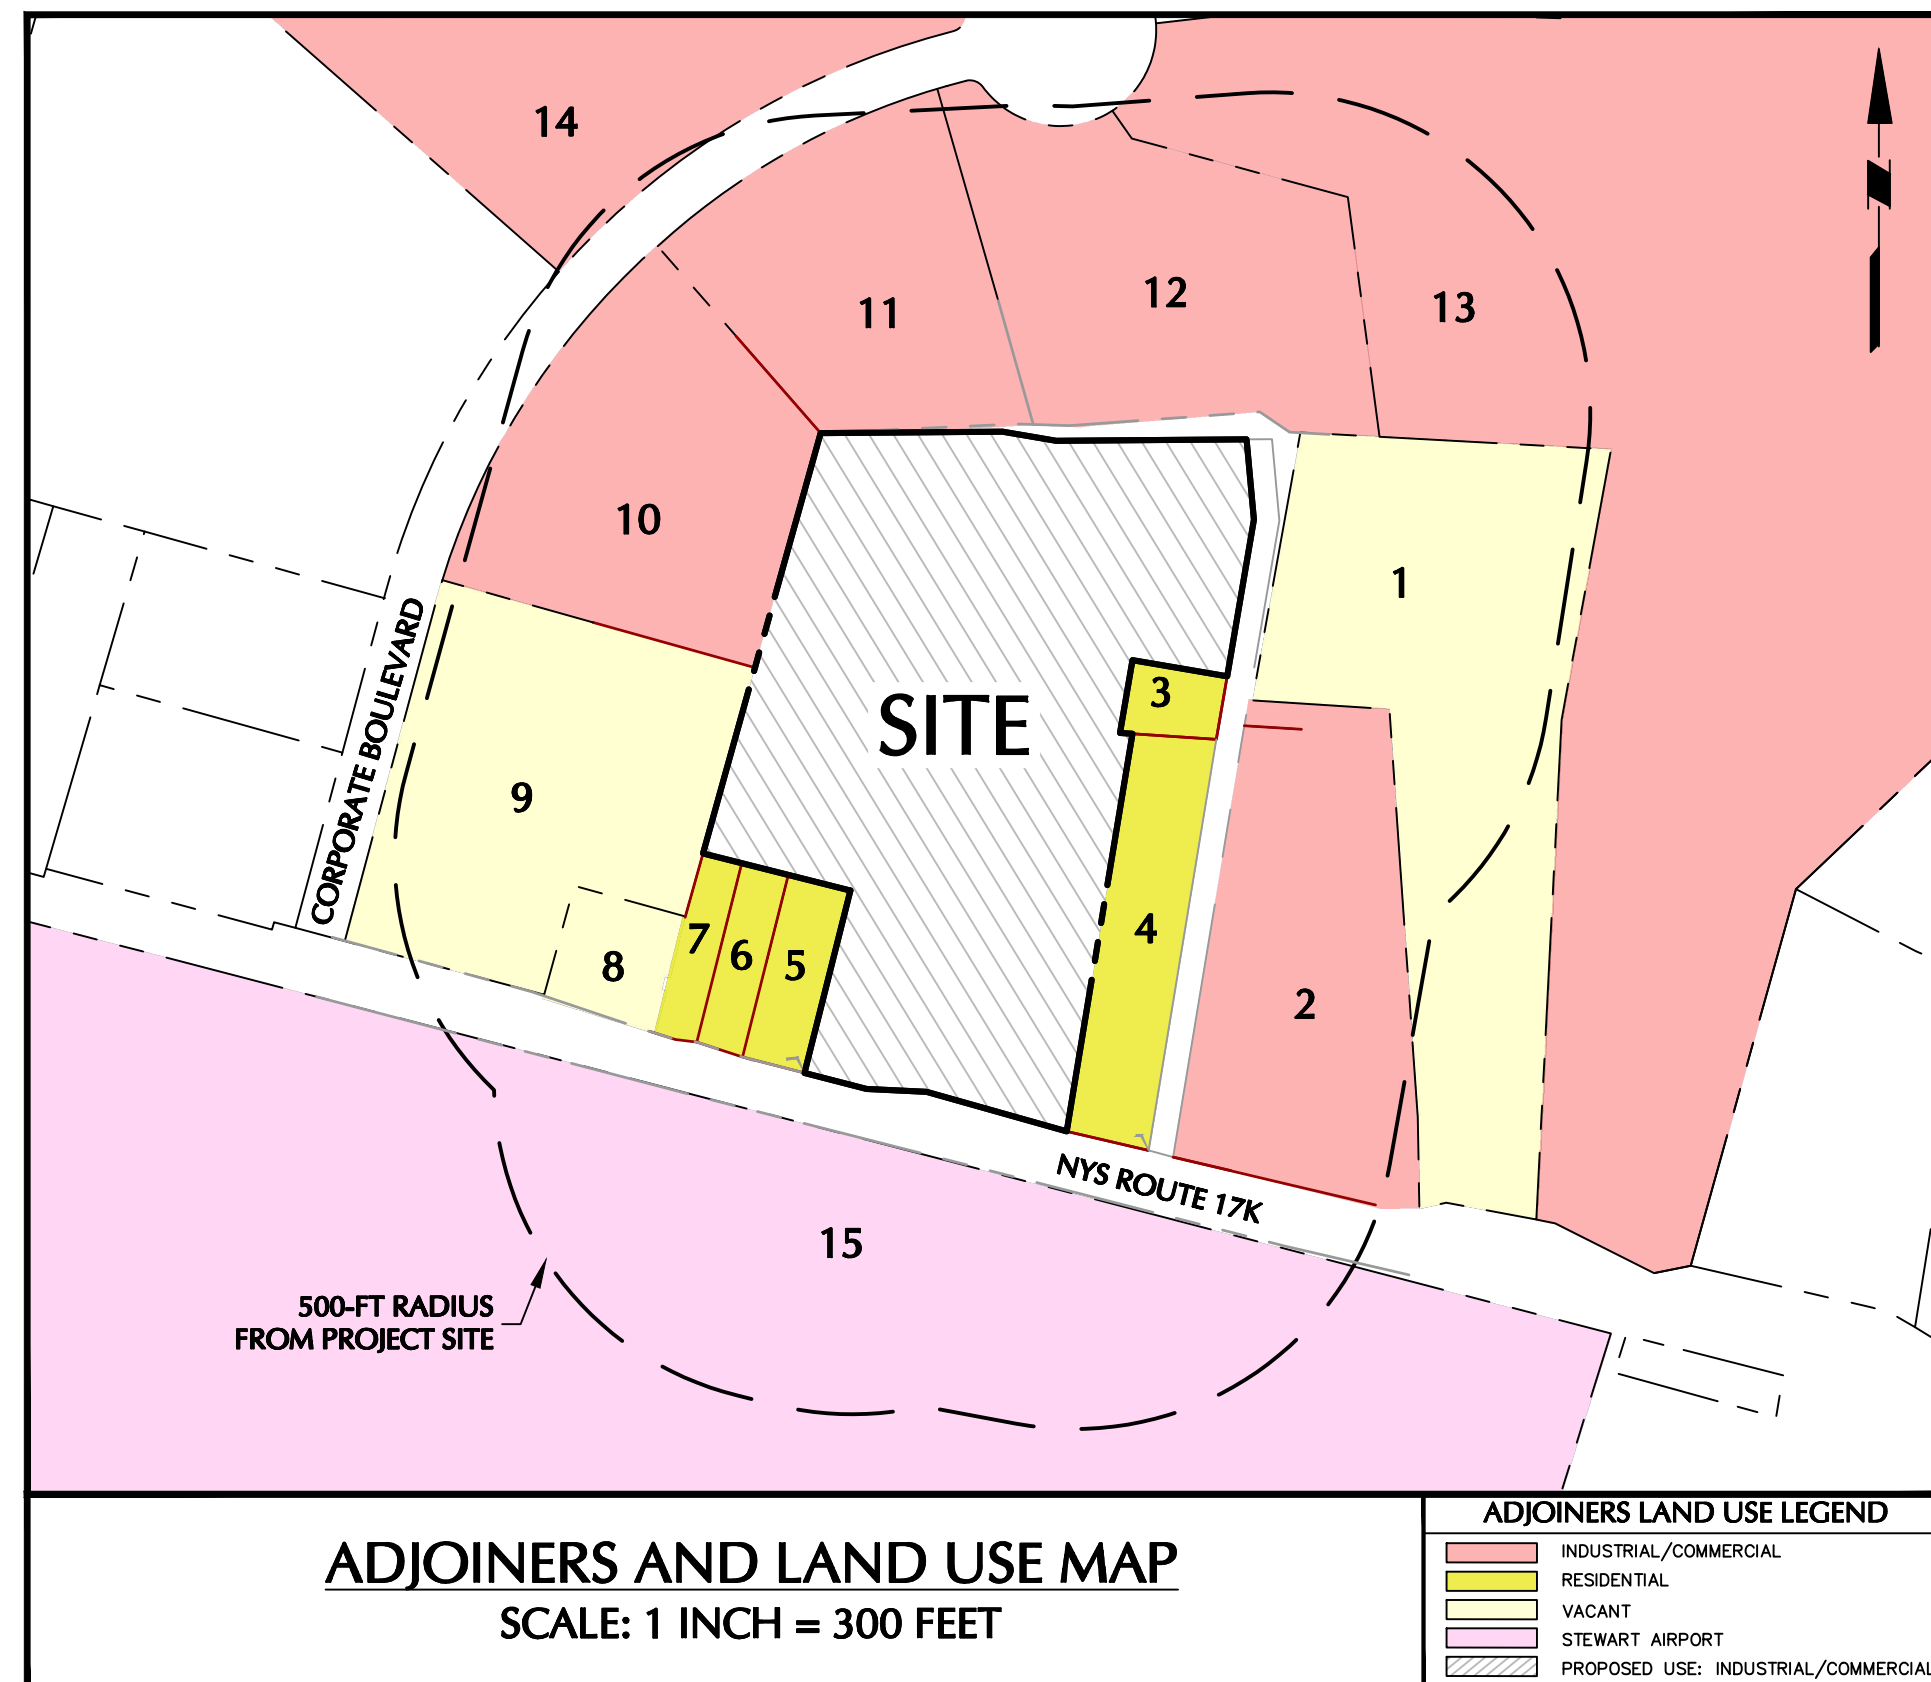 14
12
13
11
10
1
3
SITE
9
CORPORATE BOULEVARD
4
7
6
5
8
2
NYS ROUTE 17K
15
500-FT RADIUS
FROM PROJECT SITE
ADJOINERS AND LAND USE MAP
SCALE: 1 INCH = 300 FEET
ADJOINERS LAND USE LEGEND
INDUSTRIAL/COMMERCIAL
RESIDENTIAL
VACANT
STEWART AIRPORT
PROPOSED USE: INDUSTRIAL/COMMERCIAL